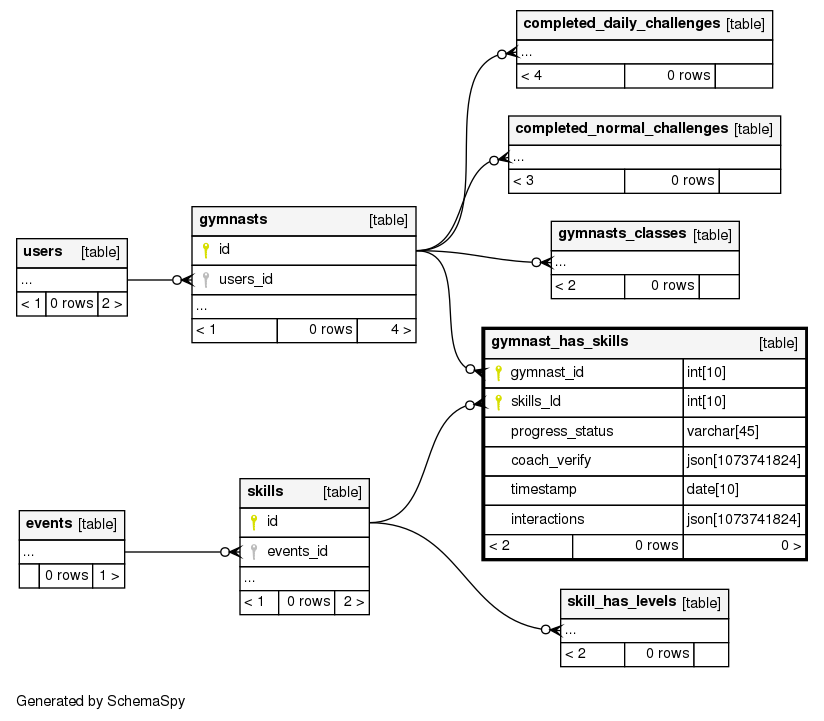 completed_daily_challenges [table]
...
< 4 0 rows
completed_normal_challenges [table]
...
< 3 0 rows
gymnasts [table]
id
users_id
...
< 1 0 rows 4 >
users [table]
...
< 1 0 rows 2 >
gymnasts_classes [table]
...
< 2 0 rows
gymnast_has_skills [table]
gymnast_id int[10]
skills_Id int[10]
progress_status varchar[45]
coach_verify json[1073741824]
timestamp date[10]
interactions json[1073741824]
< 2 0 rows 0 >
skills [table]
id
events_id
...
< 1 0 rows 2 >
events [table]
...
0 rows 1 >
skill_has_levels [table]
...
< 2 0 rows
Generated by SchemaSpy